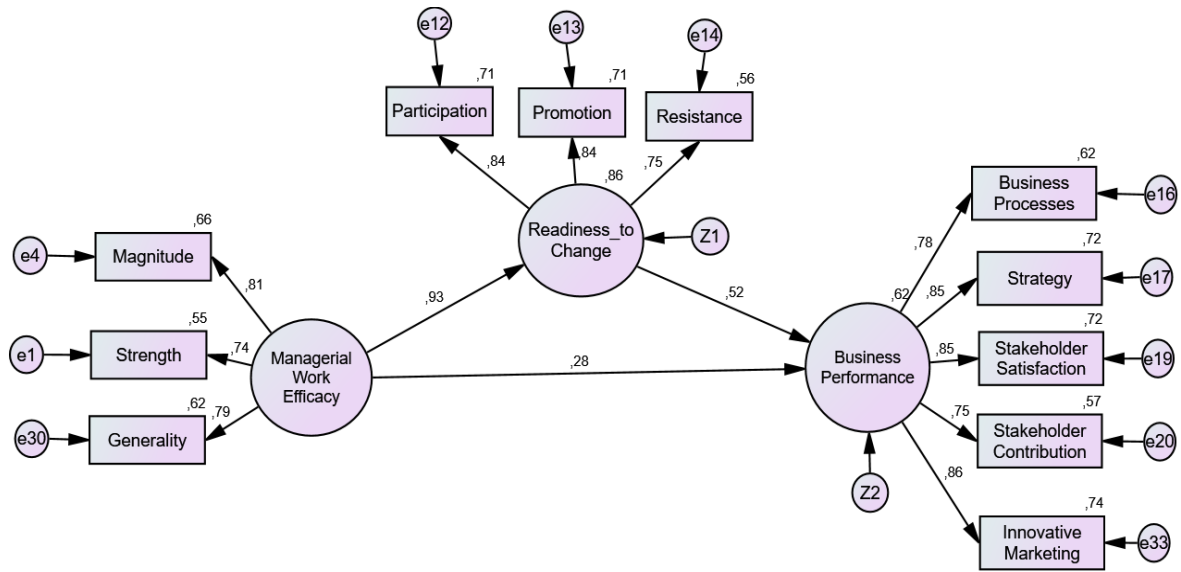 e12
e13
e14
,71
,71
,56
Participation
Promotion
Resistance
,84
,84
,75
,86
Readiness_to
Change
Z1
,66
e4
Magnitude
,81
,55
e1
Strength
,74
,62
,79
e30
Generality
Managerial
Work
Efficacy
,93
,52
,28
,62
Business
Performance
Z2
,78
,85
,85
,75
,86
,62
Business
Processes
e16
,72
Strategy
e17
,72
Stakeholder
Satisfaction
e19
,57
Stakeholder
Contribution
e20
,74
Innovative
Marketing
e33